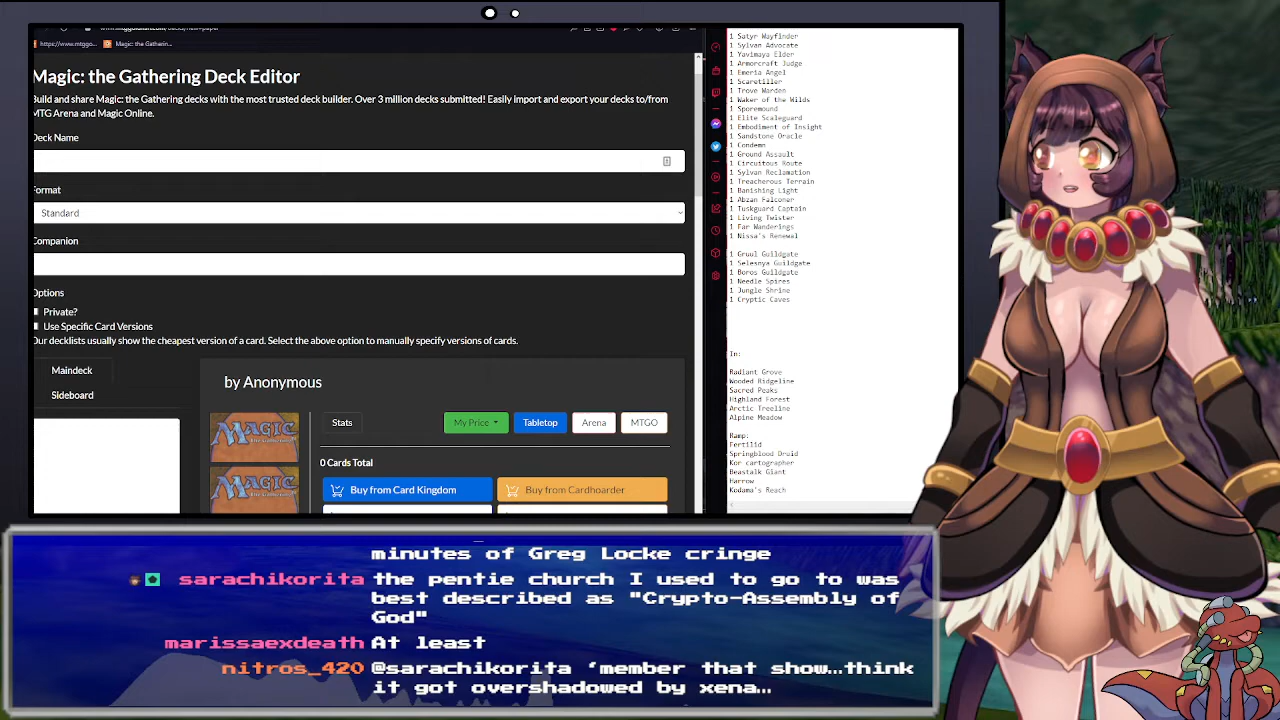 https://www.mtggo... Magic: the Gatherin...
Magic: the Gathering Deck Editor
Build and edit Magic: the Gathering decks with the most trusted deck builder. Over 3 million decks submitted! Easily import and export your decks to/from
MTG Arena and Magic Online.
Deck Name
Format
Standard
Companion
Options
Private?
Use Specific Card Versions
Our decklists usually show the cheapest version of a card. Select the above option to manually specify versions of cards.
Maindeck
Sideboard
by Anonymous
MAGIC
MAGIC
Stats
My Price
Tabletop
Arena
MTGO
0 Cards Total
Buy from Card Kingdom
Buy from Cardhoarder
1 Satyr Wayfinder
1 Sylvan Advocate
1 Yavimaya Elder
1 Armorcraft Judge
1 Emeria Angel
1 Scaretiller
1 Trove Warden
1 Waker of the Wilds
1 Sporemound
1 Elite Scaleguard
1 Embodiment of Insight
1 Sandstone Oracle
1 Condemn
1 Ground Assault
1 Circuitous Route
1 Sylvan Reclamation
1 Treacherous Terrain
1 Banishing Light
1 Abzan Falconer
1 Tuskguard Captain
1 Living Twister
1 Far Wanderings
1 Nissa's Renewal
1 Gruul Guildgate
1 Selesnya Guildgate
1 Boros Guildgate
1 Needle Spires
1 Jungle Shrine
1 Cryptic Caves
In:
Radiant Grove
Wooded Ridgeline
Sacred Peaks
Highland Forest
Arctic Treeline
Alpine Meadow
Ramp:
Fertilid
Springbloom Druid
Kor cartographer
Beastalk Giant
Harrow
Kodama's Reach
minutes of Greg Locke cringe
sarachikorita the pentie church I used to go to was
best described as "Crypto-Assembly of
God"
marissaexdeath At least
nitros_420 @sarachikorita 'member that show...think
it got overshadowed by xena...